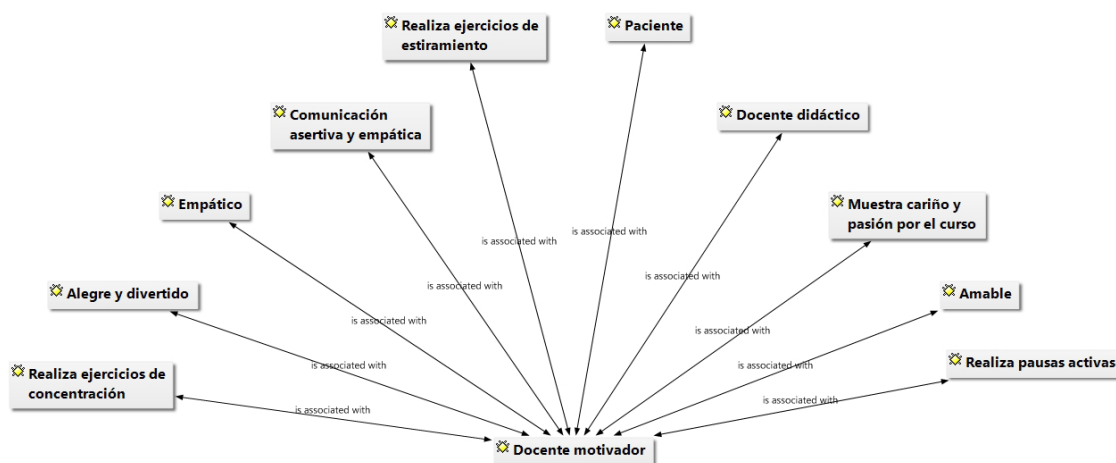 Realiza ejercicios de
estiramiento
Paciente
Comunicación
asertiva y empática
Docente didáctico
Empático
Muestra cariño y
pasión por el curso
is associated with
is associated with
is associated with
is associated with
Alegre y divertido
Amable
is associated with
is associated with
Realiza ejercicios de
concentración
Realiza pausas activas
is associated with
is associated with
is associated with
is associated with
Docente motivador